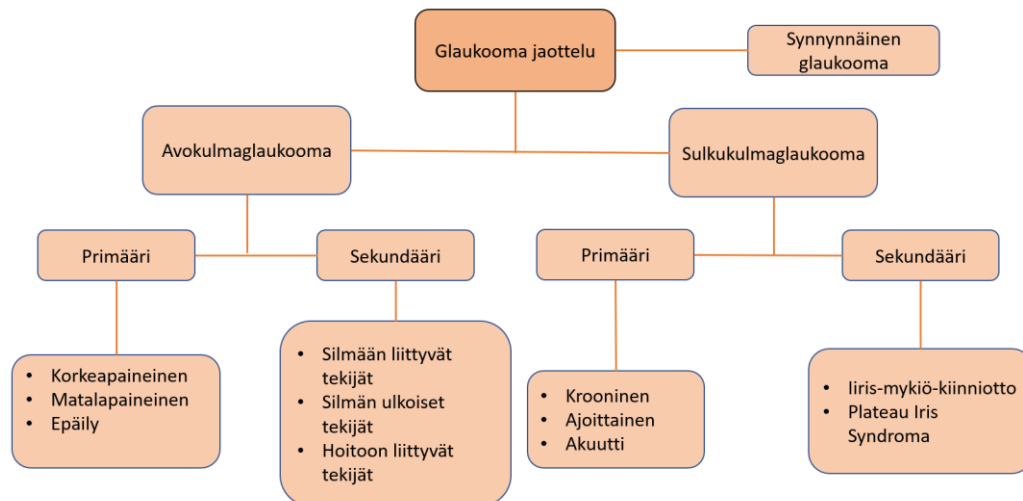 Glaukooma jaottelu
Synnynnäinen
glaukooma
Avokulmaglaukooma
Sulkukulmaglaukooma
Primääri
Sekundääri
Primääri
Sekundääri
• Korkeapaineinen
• Matalapaineinen
• Epäily
• Silmään liittyvät
tekijät
• Silmän ulkoiset
tekijät
• Hoitoon liittyvät
tekijät
• Krooninen
• Ajoittainen
• Akuutti
• Iiris-mykiö-kiinniotto
• Plateau Iris
Syndroma